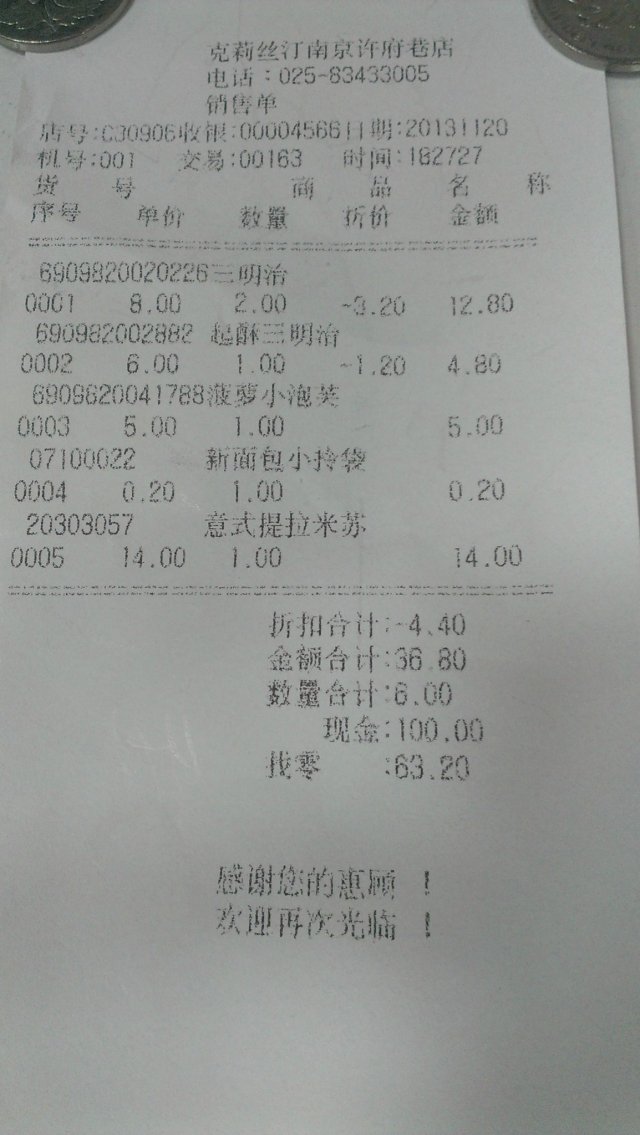 克莉丝汀南京许府巷店
电话：025-83433005
销售单
店号:C30906收银:00004566日期:20131120
机号:001 交易:00163 时间:182727
货 号 商 品 名 称
序号 单价 数量 折价 金额
6909820020226三明治
0001 8.00 2.00 -3.20 12.80
690982002882 起酥三明治
0002 6.00 1.00 -1.20 4.80
6909820041788菠萝小泡芙
0003 5.00 1.00 5.00
07100022 新面包小拎袋
0004 0.20 1.00 0.20
20303057 意式提拉米苏
0005 14.00 1.00 14.00
折扣合计:-4.40
金额合计:36.80
数量合计:6.00
现金:100.00
找零 :63.20
感谢您的惠顾 ！
欢迎再次光临 ！